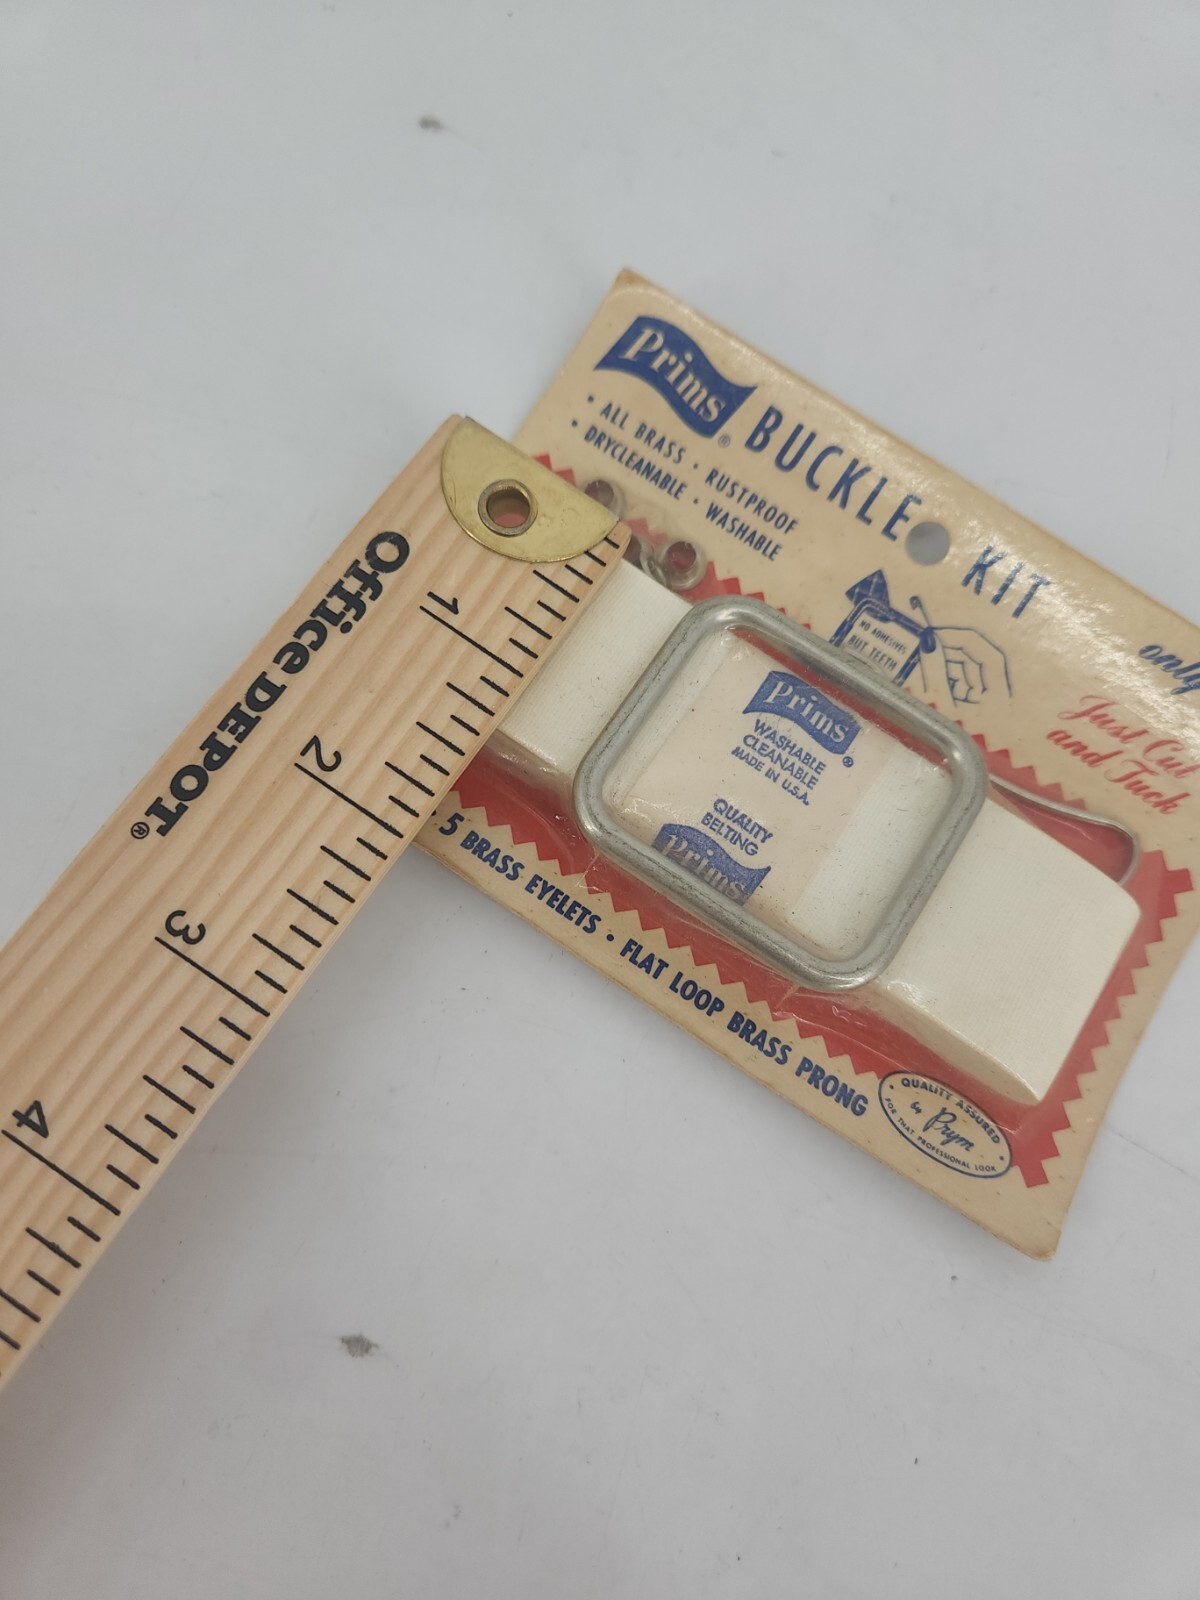 Prims®
BUCKLE KIT
• ALL BRASS • RUSTPROOF
• DRYCLEANABLE • WASHABLE
NO ADHESIVES
BUT TEETH
only
Just Cut
and Tuck
Prims®
WASHABLE
CLEANABLE
MADE IN U.S.A.
QUALITY
BELTING
Prims
5 BRASS EYELETS • FLAT LOOP BRASS PRONG
QUALITY ASSURED
by Prym
FOR THAT PROFESSIONAL LOOK
Office DEPOT®
1
2
3
4